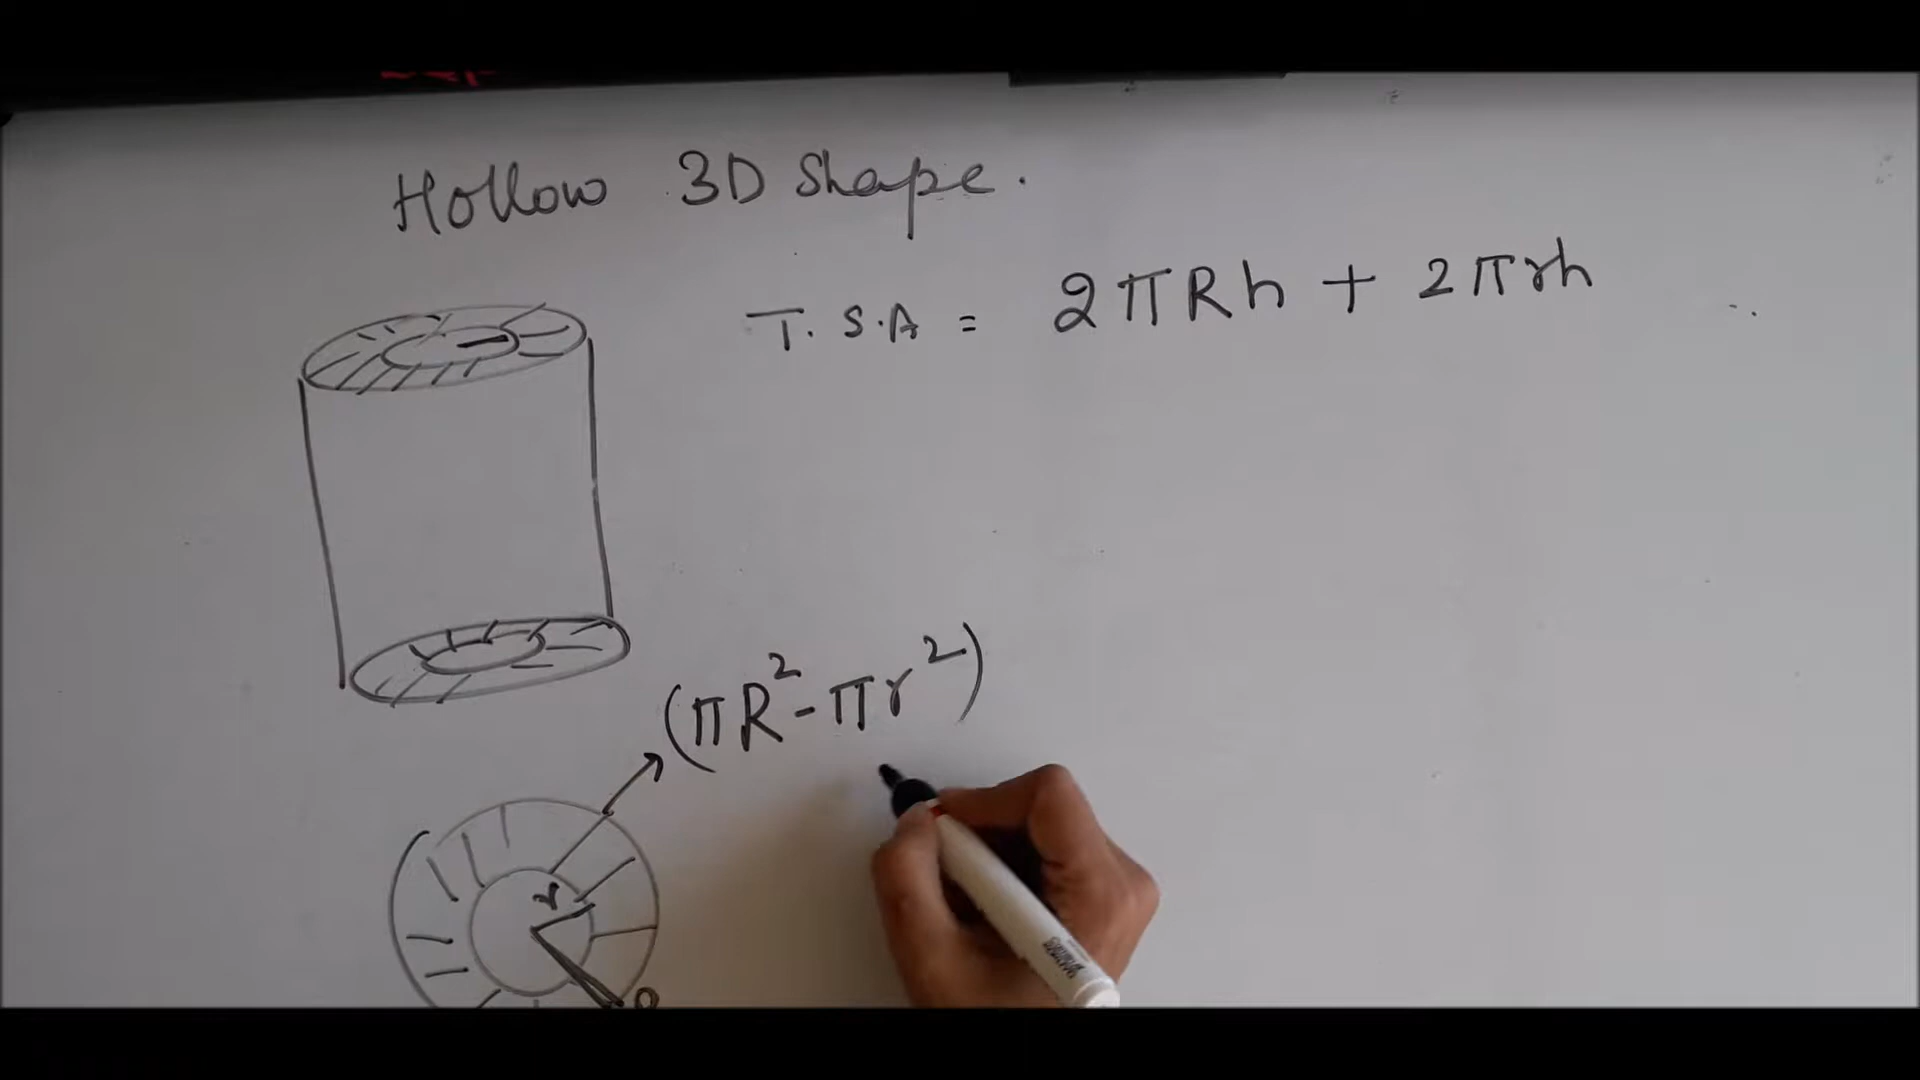 Hollow 3D Shape.
T. S.A = 2πRh + 2πrh
(πR²-πr²)
r